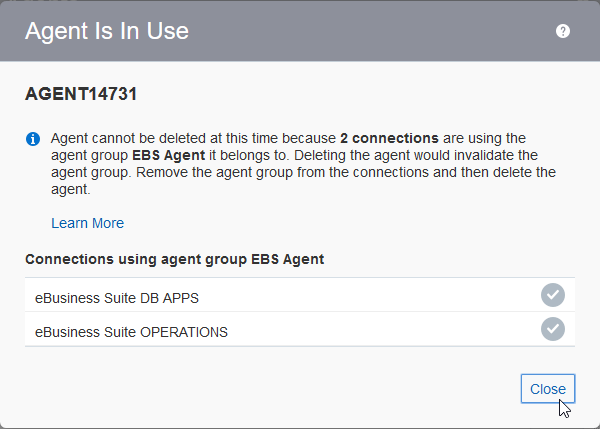 Agent Is In Use
?
AGENT14731
Agent cannot be deleted at this time because 2 connections are using the
agent group EBS Agent it belongs to. Deleting the agent would invalidate the
agent group. Remove the agent group from the connections and then delete the
agent.
Learn More
Connections using agent group EBS Agent
eBusiness Suite DB APPS
eBusiness Suite OPERATIONS
Close